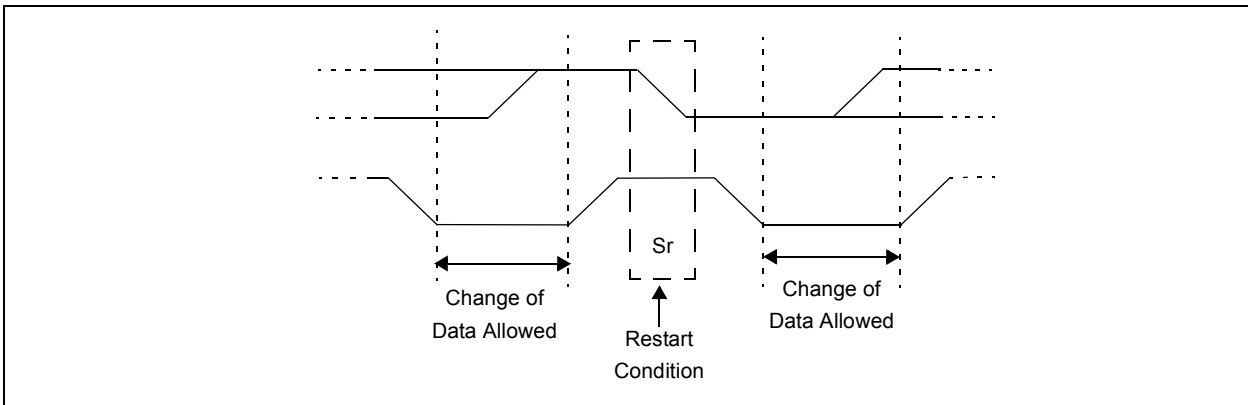 Sr
Change of
Data Allowed
Restart
Condition
Change of
Data Allowed